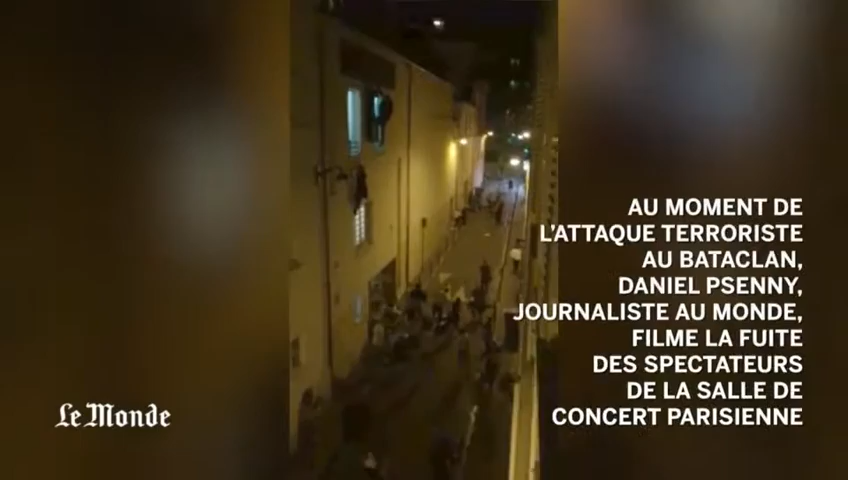 AU MOMENT DE
L'ATTAQUE TERRORISTE
AU BATACLAN,
DANIEL PSENNY,
JOURNALISTE AU MONDE,
FILME LA FUITE
DES SPECTATEURS
DE LA SALLE DE
CONCERT PARISIENNE
Le Monde